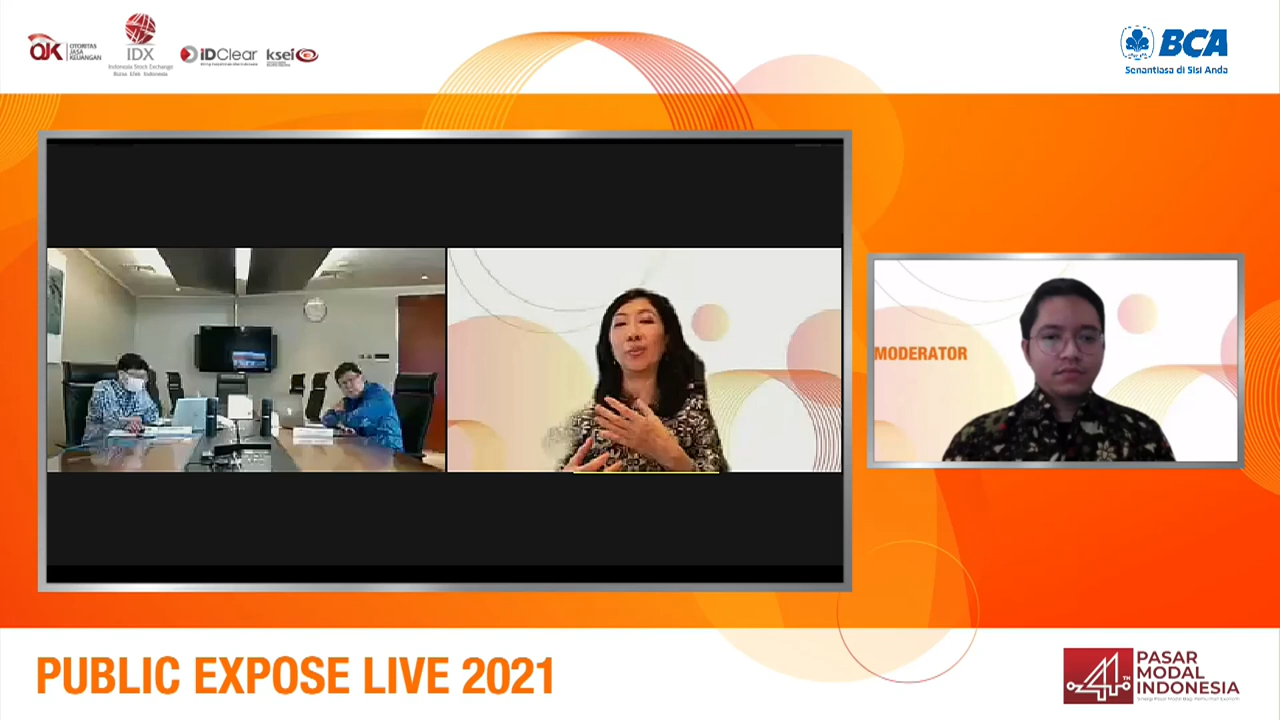 OJK OTORITAS
JASA
KEUANGAN
IDX
Indonesia Stock Exchange
Bursa Efek Indonesia
iDClear
ksei
BCA
Senantiasa di Sisi Anda
MODERATOR
PUBLIC EXPOSE LIVE 2021
44TH
PASAR
MODAL
INDONESIA